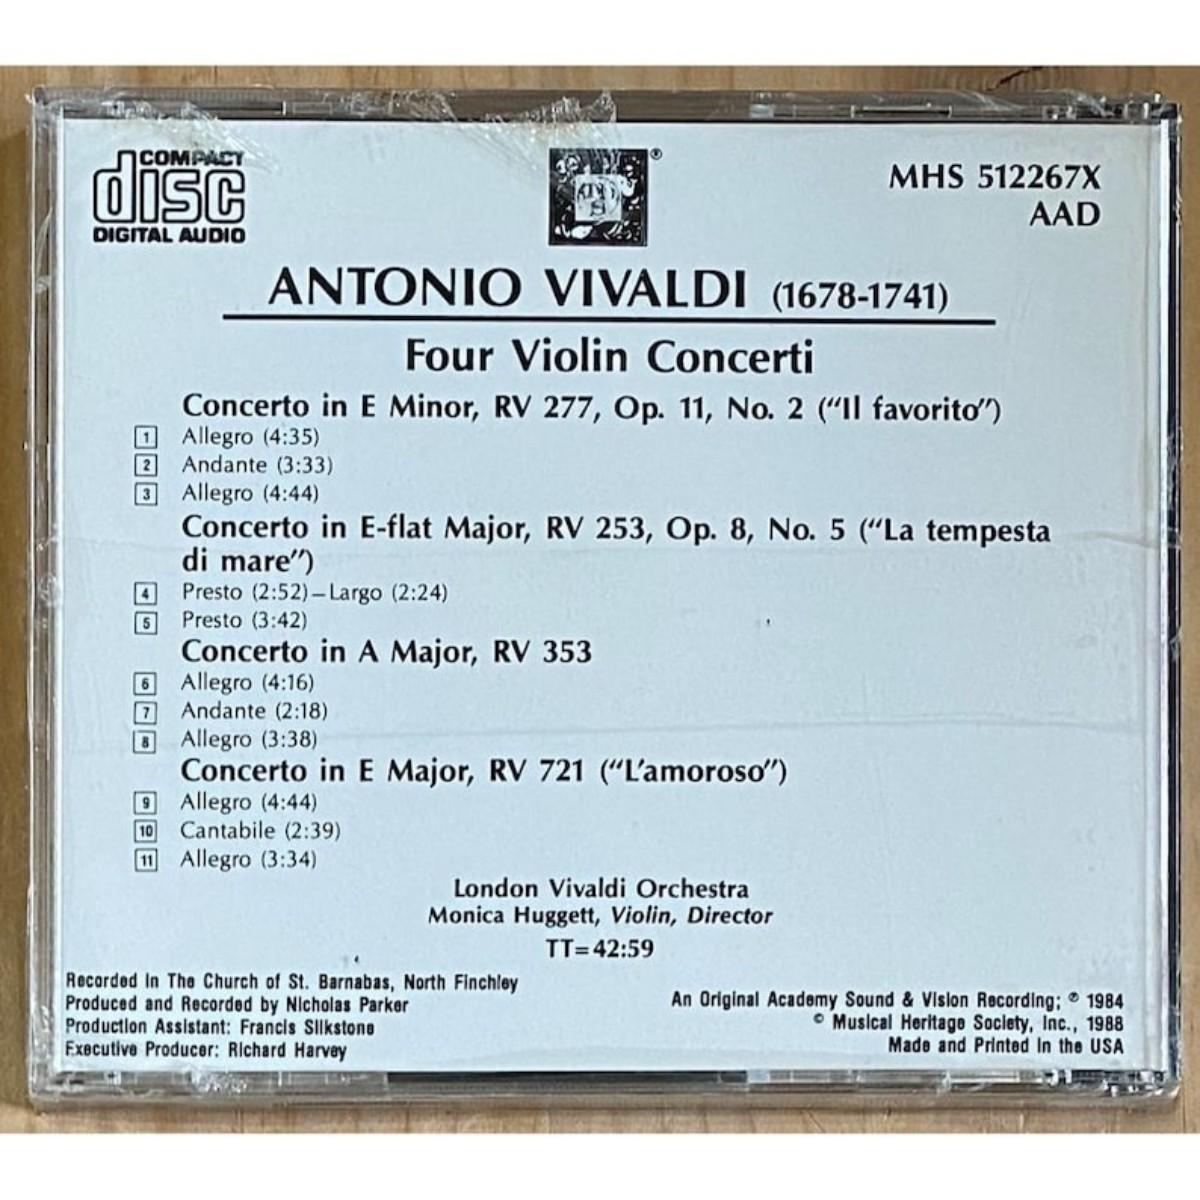 COMPACT
disc
DIGITAL AUDIO
®
MHS 512267X
AAD
ANTONIO VIVALDI (1678-1741)
Four Violin Concerti
Concerto in E Minor, RV 277, Op. 11, No. 2 (“Il favorito”)
1 Allegro (4:35)
2 Andante (3:33)
3 Allegro (4:44)
Concerto in E-flat Major, RV 253, Op. 8, No. 5 (“La tempesta
di mare”)
4 Presto (2:52)–Largo (2:24)
5 Presto (3:42)
Concerto in A Major, RV 353
6 Allegro (4:16)
7 Andante (2:18)
8 Allegro (3:38)
Concerto in E Major, RV 721 (“L’amoroso”)
9 Allegro (4:44)
10 Cantabile (2:39)
11 Allegro (3:34)
London Vivaldi Orchestra
Monica Huggett, Violin, Director
TT=42:59
Recorded in The Church of St. Barnabas, North Finchley
Produced and Recorded by Nicholas Parker
Production Assistant: Francis Silkstone
Executive Producer: Richard Harvey
An Original Academy Sound & Vision Recording; ℗ 1984
© Musical Heritage Society, Inc., 1988
Made and Printed in the USA